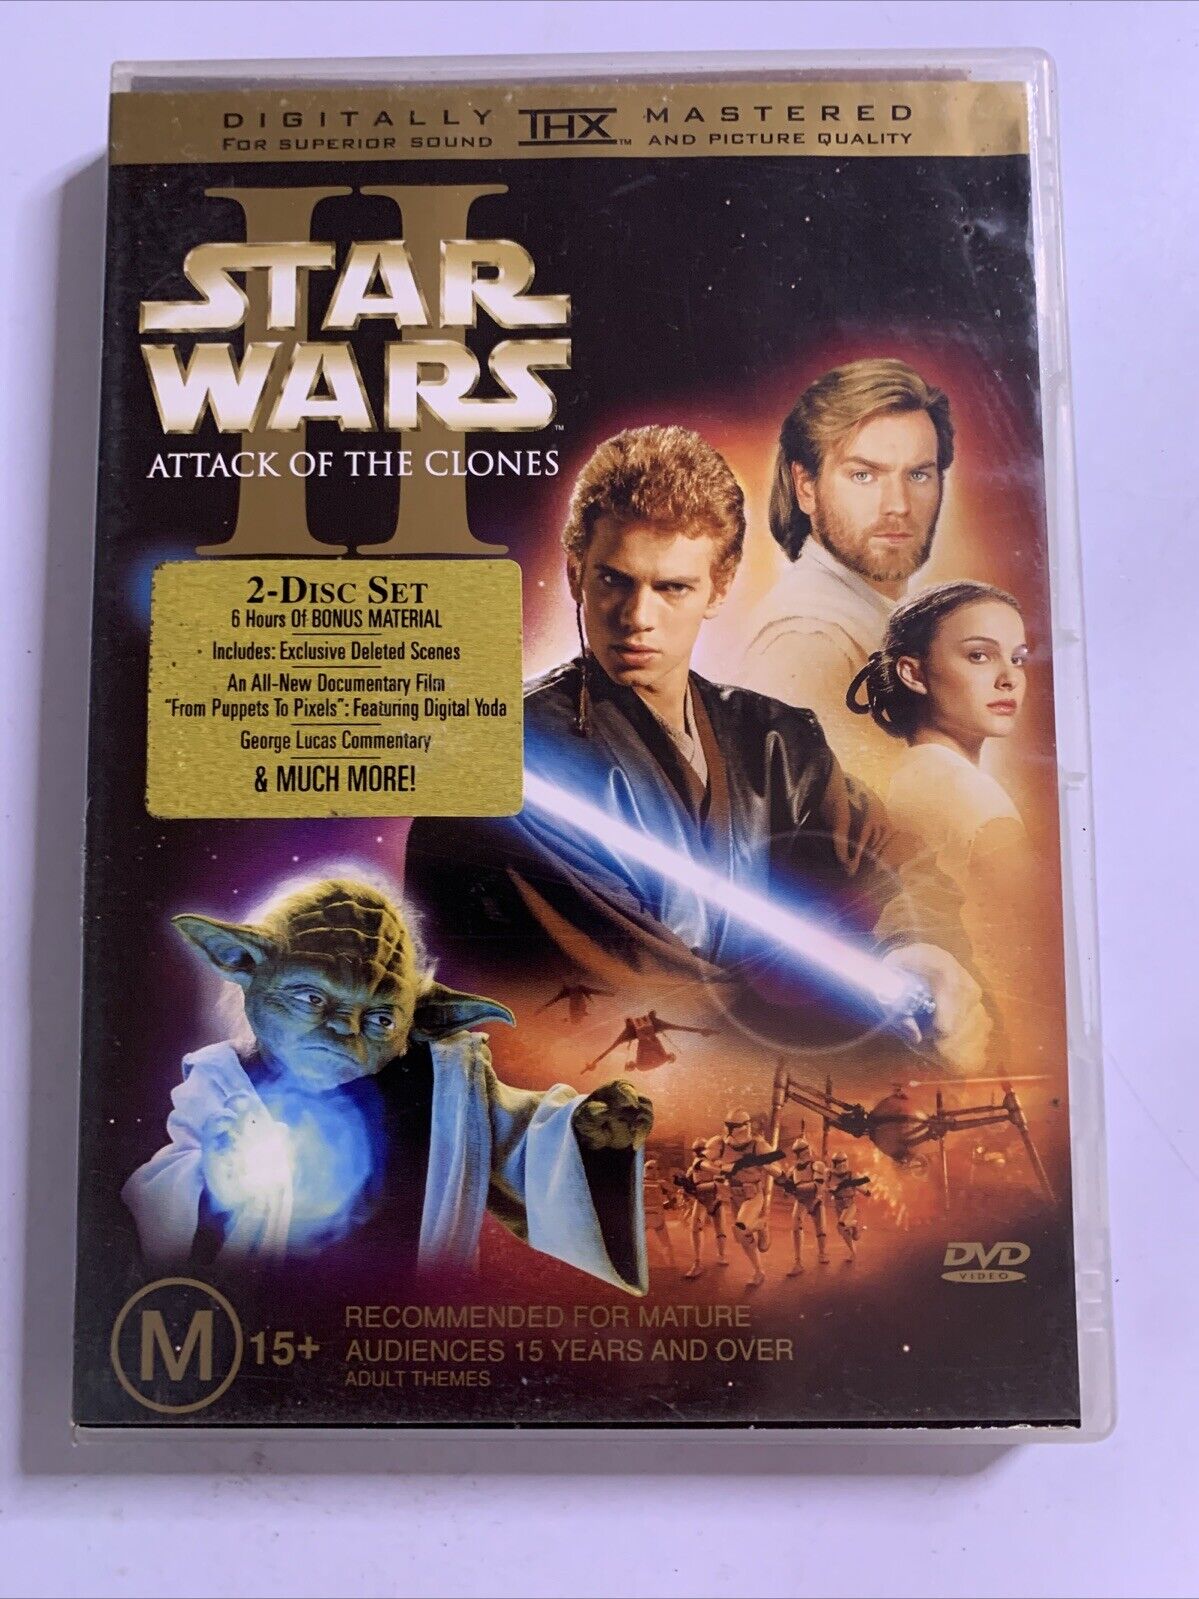 DIGITALLY THX™ MASTERED
FOR SUPERIOR SOUND AND PICTURE QUALITY
II
STAR
WARS™
ATTACK OF THE CLONES
2-DISC SET
6 Hours Of BONUS MATERIAL
Includes: Exclusive Deleted Scenes
An All-New Documentary Film
"From Puppets To Pixels": Featuring Digital Yoda
George Lucas Commentary
& MUCH MORE!
DVD
VIDEO
M 15+
RECOMMENDED FOR MATURE
AUDIENCES 15 YEARS AND OVER
ADULT THEMES